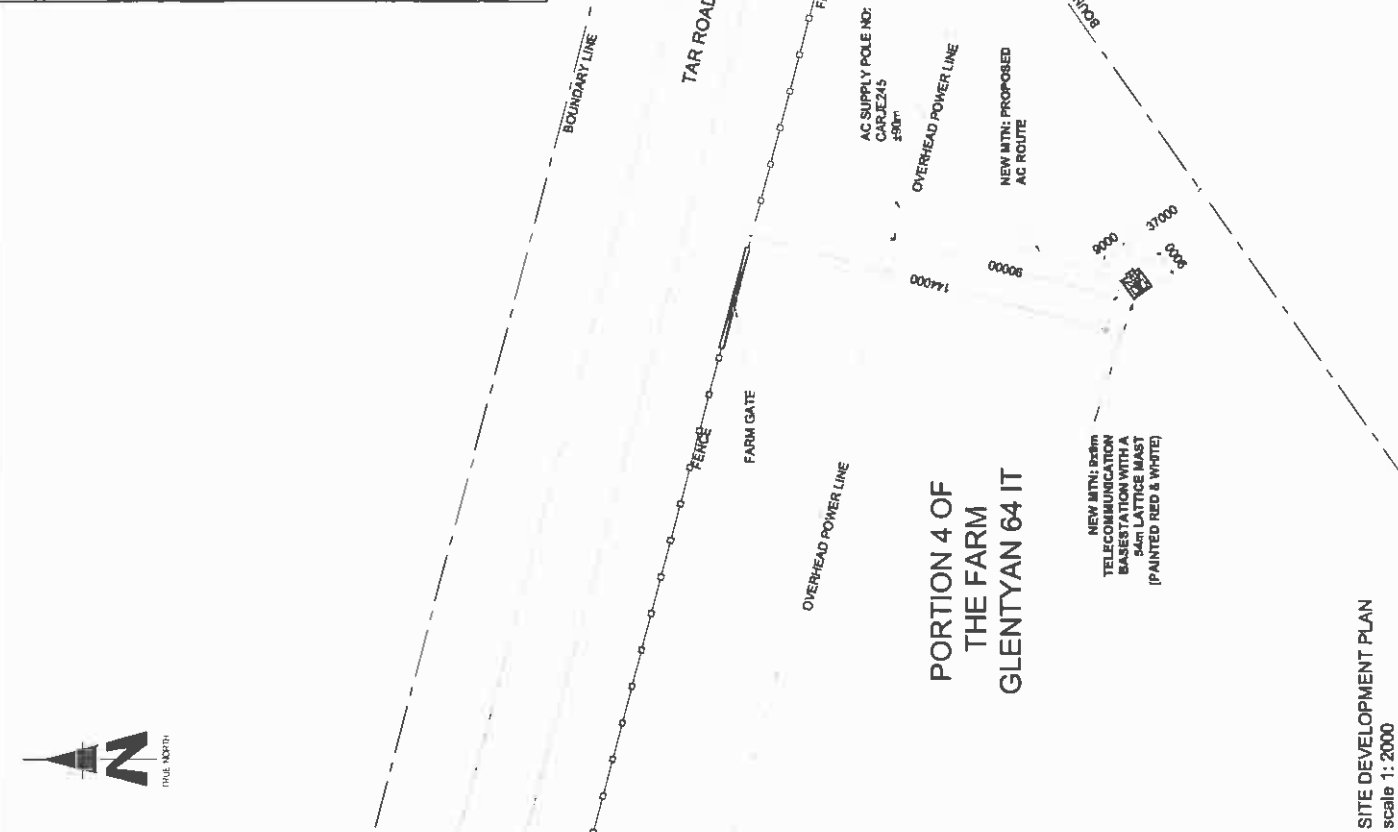 TRUE NORTH
BOUNDARY LINE
TAR ROAD
FENCE
FARM GATE
OVERHEAD POWER LINE
AC SUPPLY POLE NO:
CARJE245
±90m
OVERHEAD POWER LINE
NEW MTN: PROPOSED
AC ROUTE
144000
90000
9000
9000
37000
PORTION 4 OF
THE FARM
GLENTYAN 64 IT
NEW MTN: 9x9m
TELECOMMUNICATION
BASESTATION WITH A
54m LATTICE MAST
(PAINTED RED & WHITE)
SITE DEVELOPMENT PLAN
scale 1: 2000